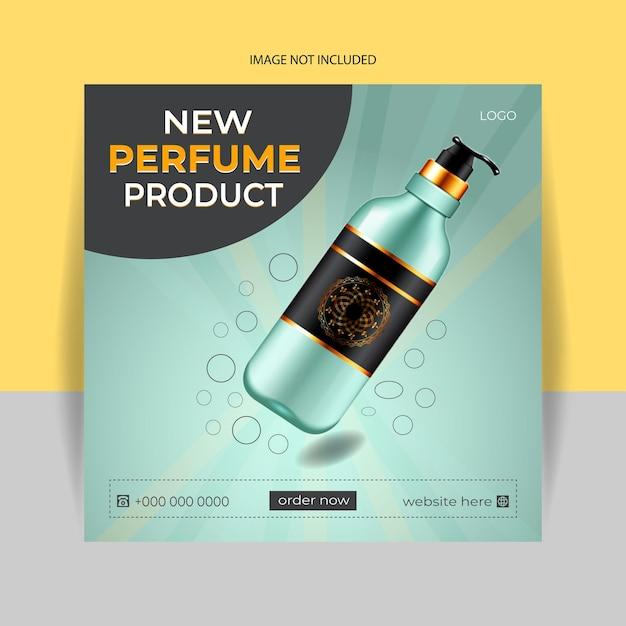 IMAGE NOT INCLUDED
LOGO
NEW
PERFUME
PRODUCT
+000 000 0000
order now
website here